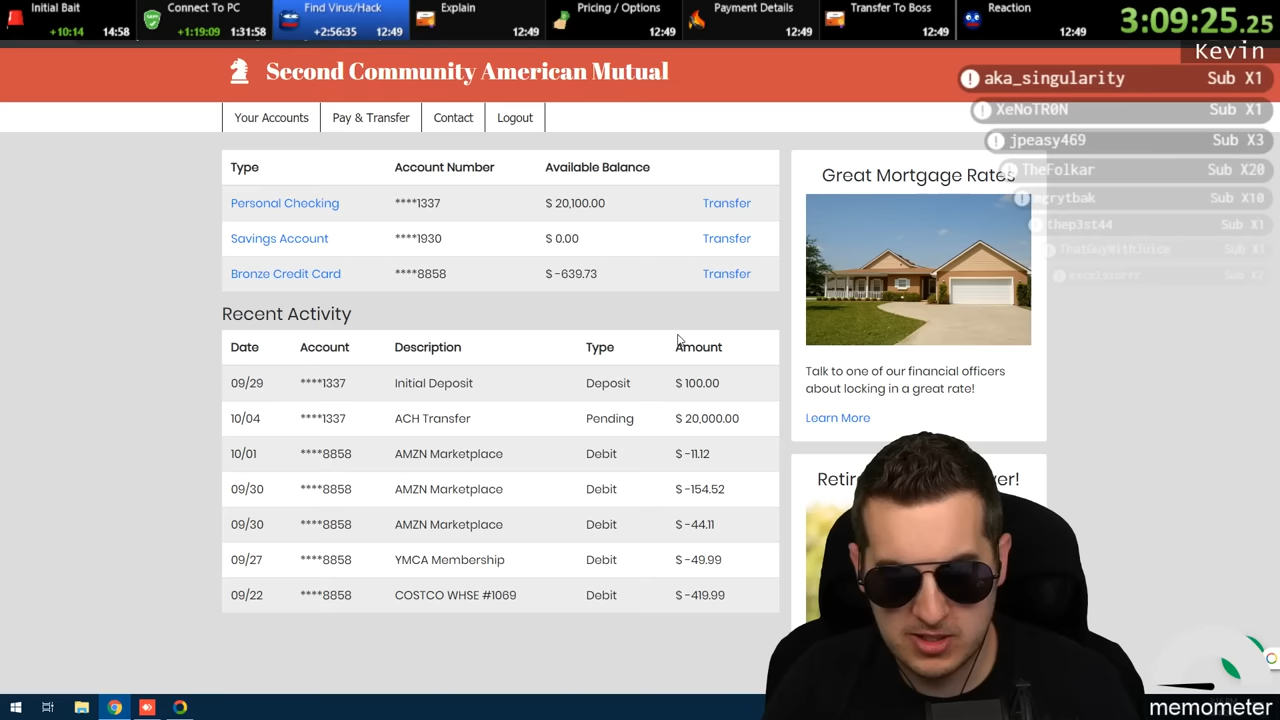 Initial Bait
+10:14 14:58
Connect To PC
+1:19:09 1:31:58
Find Virus/Hack
+2:56:35 12:49
Explain
12:49
Pricing / Options
12:49
Payment Details
12:49
Transfer To Boss
12:49
Reaction
12:49
3:09:25.25
Kevin
Second Community American Mutual
aka_singularity Sub X1
XeNoTR0N Sub X1
jpeasy469 Sub X3
TheFolkar Sub X20
Sub X10
thep3st44 Sub X1
ThatGuyWithJuice Sub X1
Sub X2
Your Accounts Pay & Transfer Contact Logout
Type Account Number Available Balance
Personal Checking ****1337 $ 20,100.00 Transfer
Savings Account ****1930 $ 0.00 Transfer
Bronze Credit Card ****8858 $ -639.73 Transfer
Recent Activity
Date Account Description Type Amount
09/29 ****1337 Initial Deposit Deposit $ 100.00
10/04 ****1337 ACH Transfer Pending $ 20,000.00
10/01 ****8858 AMZN Marketplace Debit $ -11.12
09/30 ****8858 AMZN Marketplace Debit $ -154.52
09/30 ****8858 AMZN Marketplace Debit $ -44.11
09/27 ****8858 YMCA Membership Debit $ -49.99
09/22 ****8858 COSTCO WHSE #1069 Debit $ -419.99
Great Mortgage Rates
Talk to one of our financial officers
about locking in a great rate!
Learn More
memometer